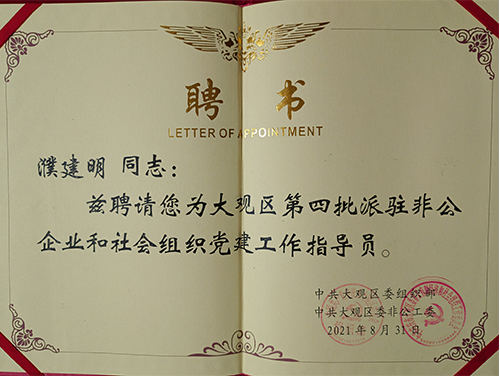 聘书
LETTER OF APPOINTMENT
濮建明 同志：
兹聘请您为大观区第四批派驻非公
企业和社会组织党建工作指导员。
中共大观区委组织部
中共大观区委非公工委
2021年8月31日